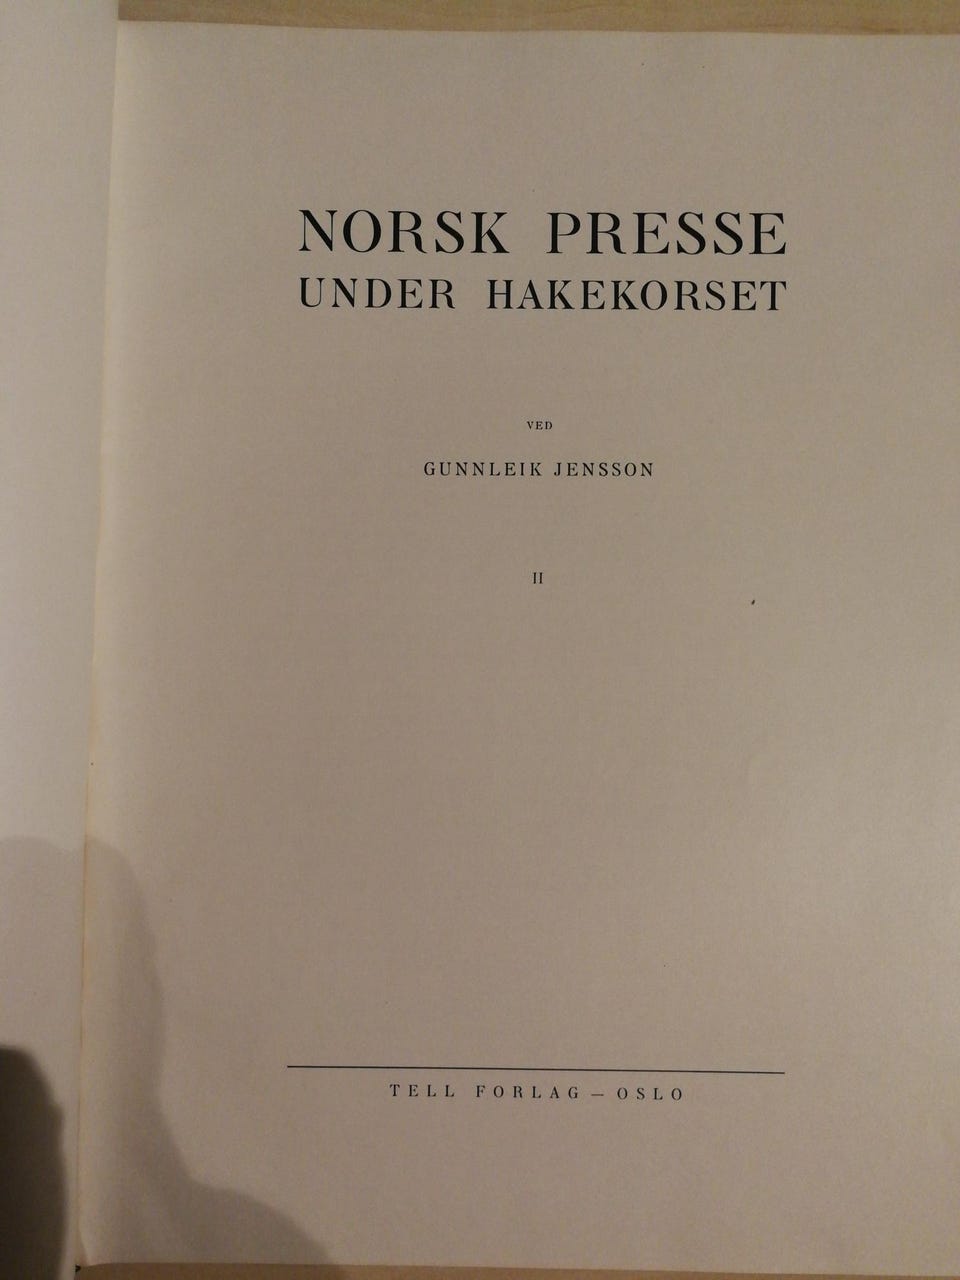 NORSK PRESSE
UNDER HAKEKORSET
VED
GUNNLEIK JENSSON
II
TELL FORLAG – OSLO